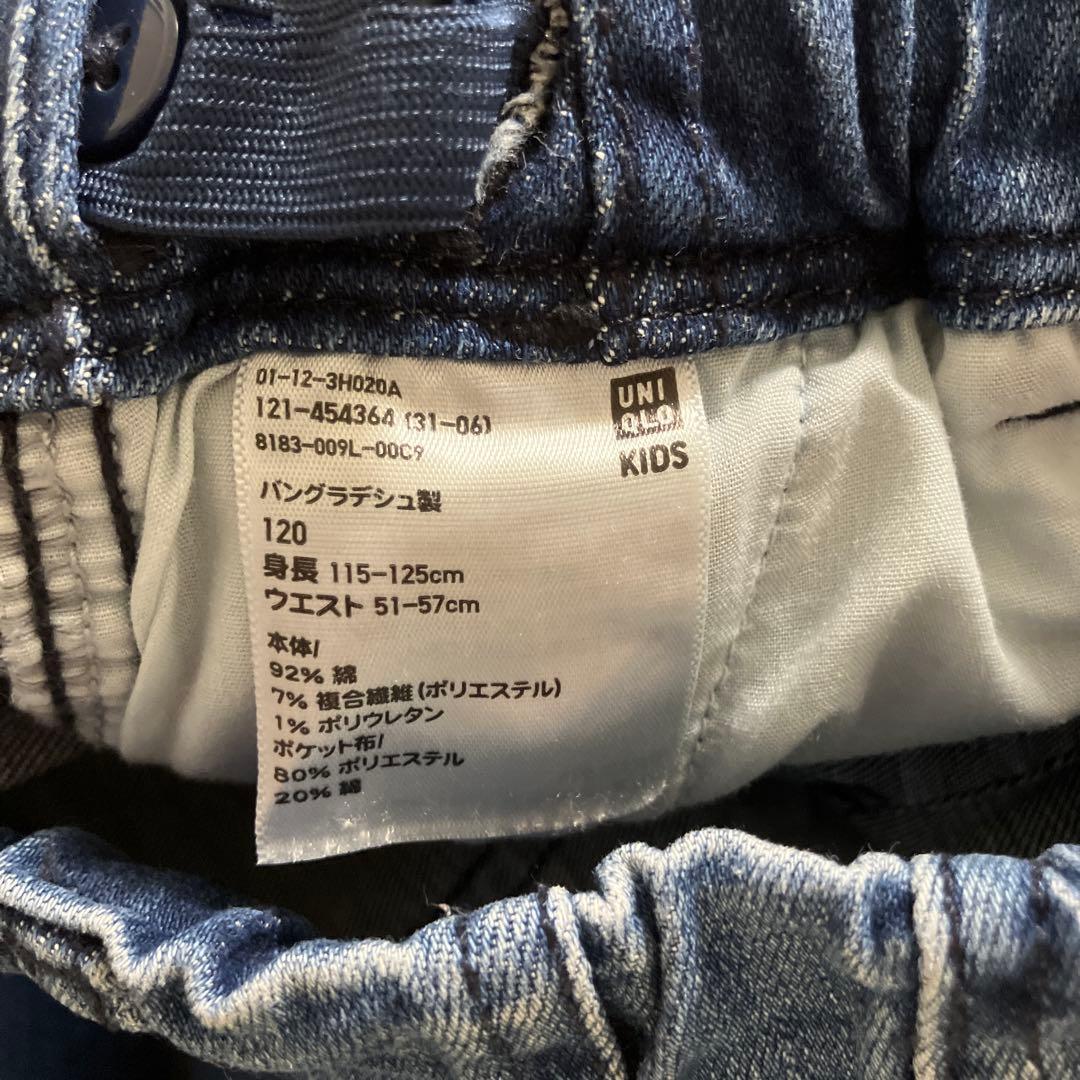 01-12-3H020A
121-454364 (31-06)
8183-009L-00C9
UNI
QLO
KIDS
バングラデシュ製
120
身長 115-125cm
ウエスト 51-57cm
本体/
92% 綿
7% 複合繊維(ポリエステル)
1% ポリウレタン
ポケット布/
80% ポリエステル
20% 綿